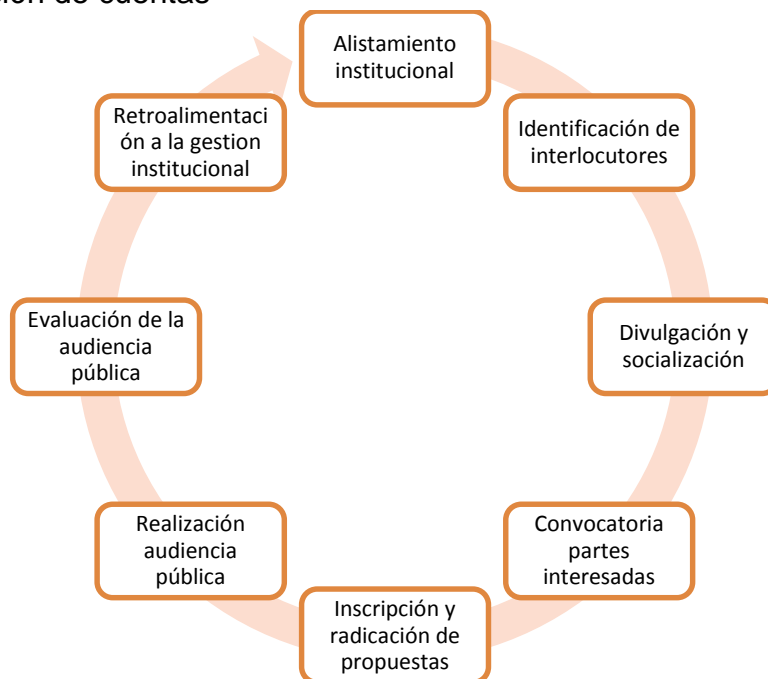 de cuentas
Alistamiento
institucional
Identificación de
interlocutores
Divulgación y
socialización
Convocatoria
partes
interesadas
Inscripción y
radicación de
propuestas
Realización
audiencia
pública
Evaluación de la
audiencia
pública
Retroalimentaci
ón a la gestion
institucional